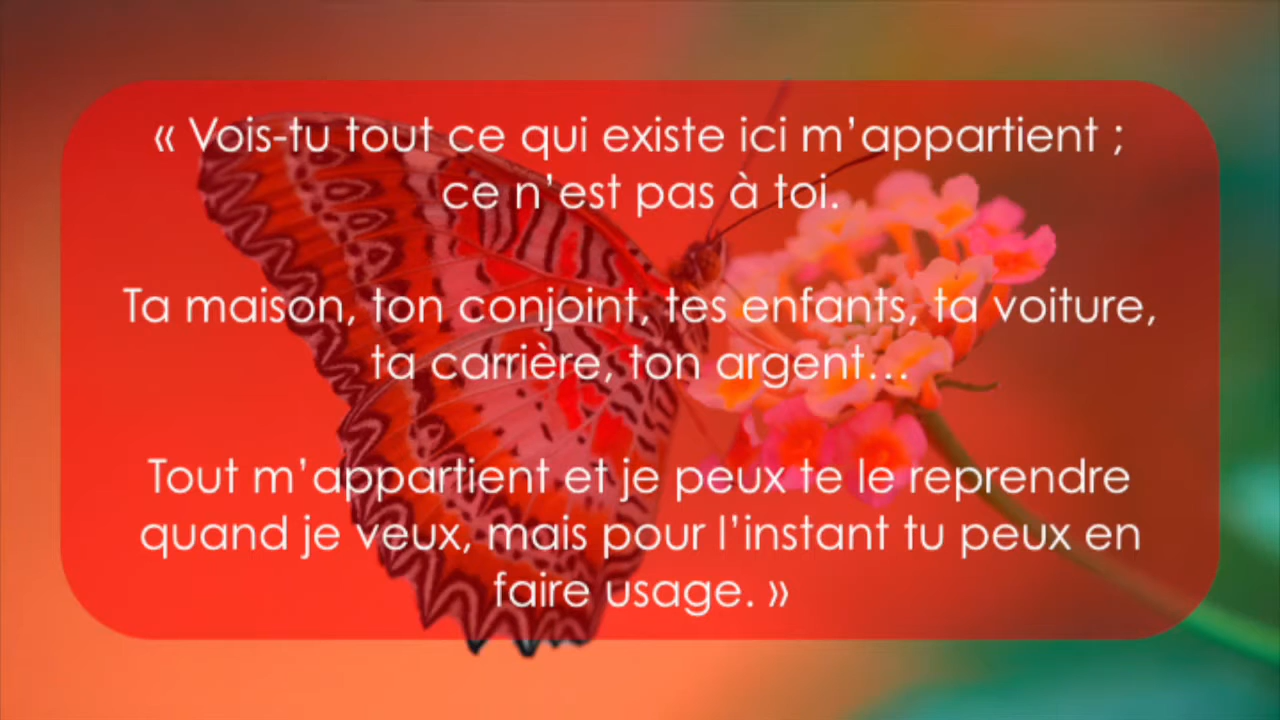 « Vois-tu tout ce qui existe ici m’appartient ;
ce n’est pas à toi.
Ta maison, ton conjoint, tes enfants, ta voiture,
ta carrière, ton argent…
Tout m’appartient et je peux te le reprendre
quand je veux, mais pour l’instant tu peux en
faire usage. »